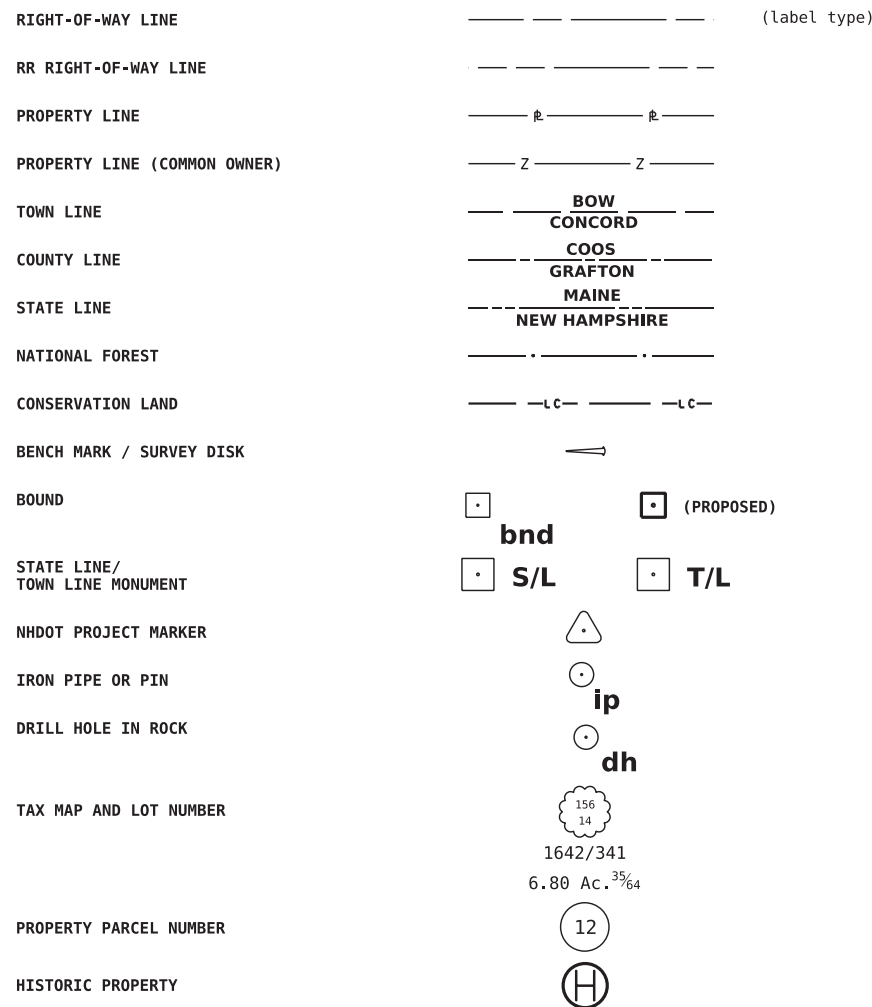 RIGHT-OF-WAY LINE (label type)
RR RIGHT-OF-WAY LINE
PROPERTY LINE ⅊ ⅊
PROPERTY LINE (COMMON OWNER) Z Z
TOWN LINE
BOW
CONCORD
COUNTY LINE
COOS
GRAFTON
STATE LINE
MAINE
NEW HAMPSHIRE
NATIONAL FOREST
CONSERVATION LAND LC LC
BENCH MARK / SURVEY DISK
BOUND (PROPOSED)
bnd
STATE LINE/
TOWN LINE MONUMENT S/L T/L
NHDOT PROJECT MARKER
IRON PIPE OR PIN
ip
DRILL HOLE IN ROCK
dh
TAX MAP AND LOT NUMBER
156
14
1642/341
6.80 Ac.35/64
PROPERTY PARCEL NUMBER 12
HISTORIC PROPERTY H